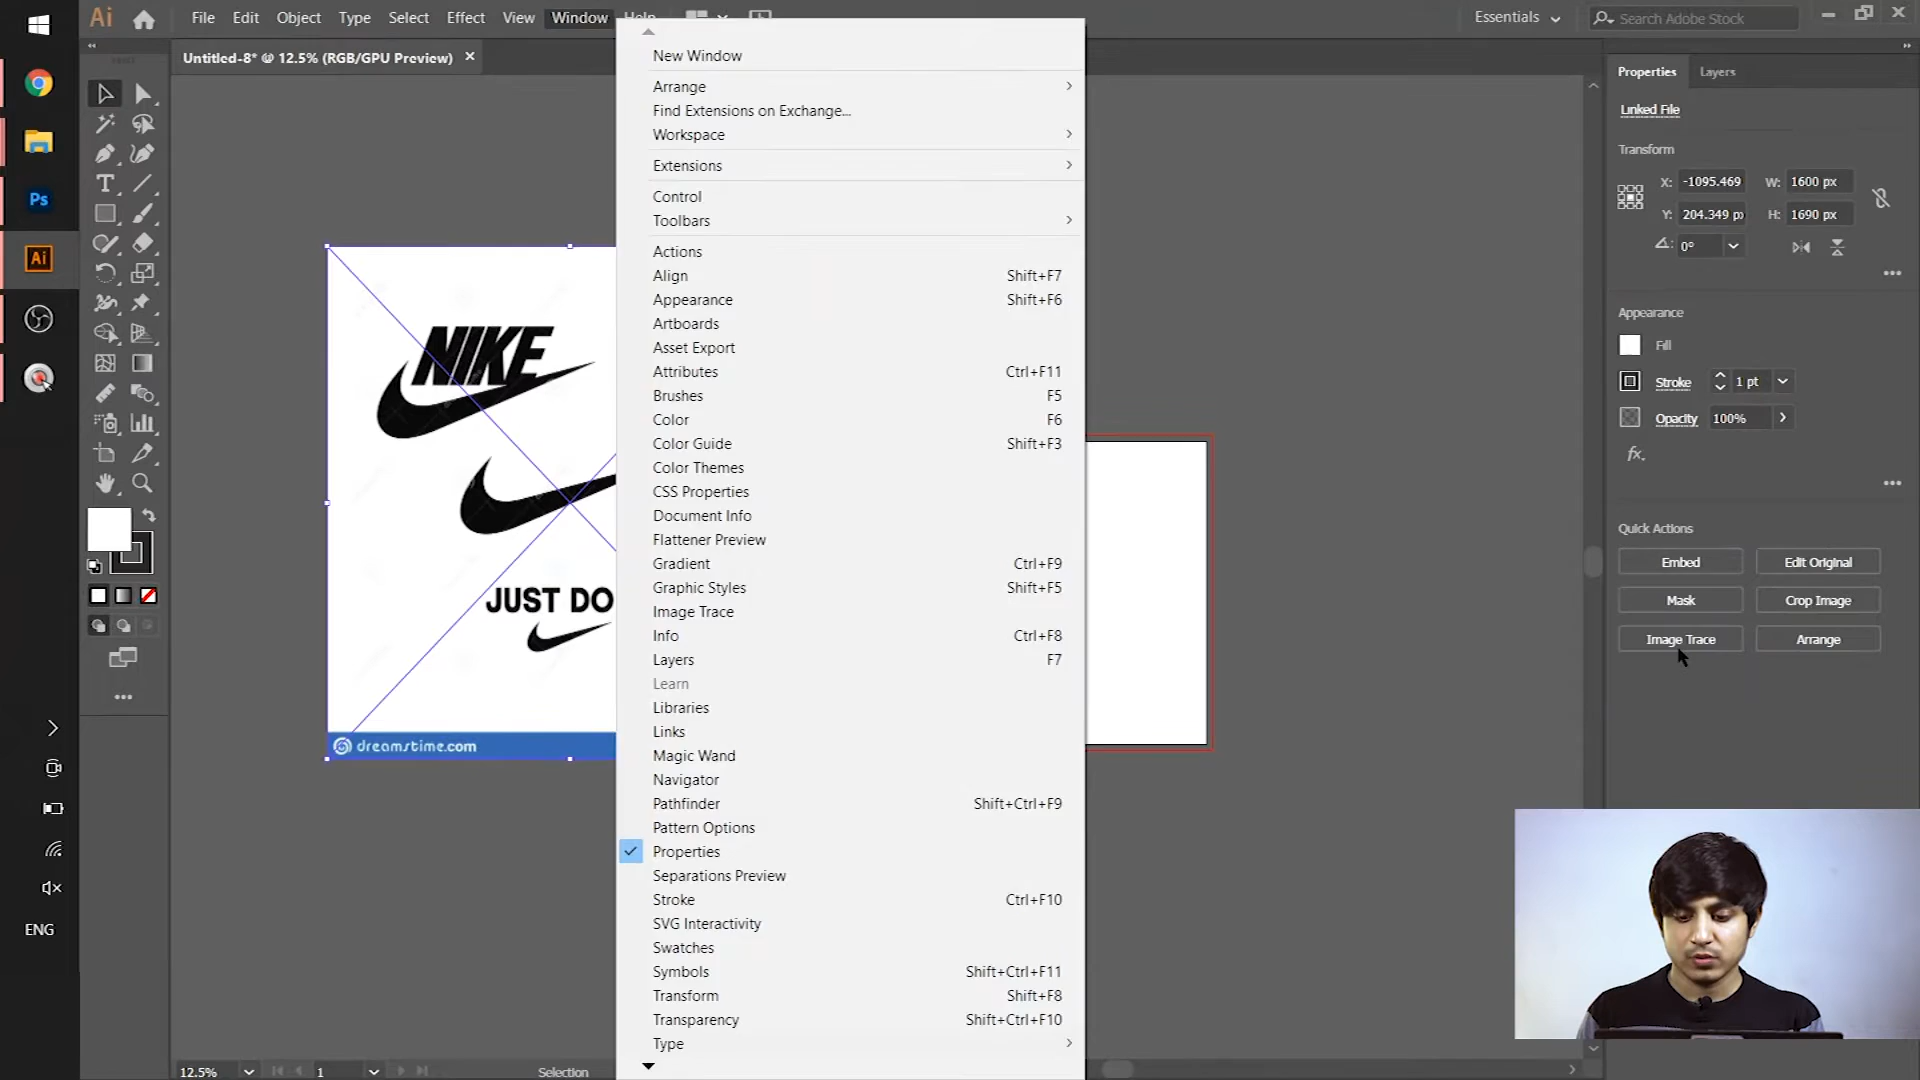 Ai File Edit Object Type Select Effect View Window Help
Essentials
Search Adobe Stock
Untitled-8* @ 12.5% (RGB/GPU Preview) ×
New Window
Arrange
Find Extensions on Exchange...
Workspace
Extensions
Control
Toolbars
Actions
Align Shift+F7
Appearance Shift+F6
Artboards
Asset Export
Attributes Ctrl+F11
Brushes F5
Color F6
Color Guide Shift+F3
Color Themes
CSS Properties
Document Info
Flattener Preview
Gradient Ctrl+F9
Graphic Styles Shift+F5
Image Trace
Info Ctrl+F8
Layers F7
Learn
Libraries
Links
Magic Wand
Navigator
Pathfinder Shift+Ctrl+F9
Pattern Options
Properties
Separations Preview
Stroke Ctrl+F10
SVG Interactivity
Swatches
Symbols Shift+Ctrl+F11
Transform Shift+F8
Transparency Shift+Ctrl+F10
Type
NIKE
JUST DO
dreamstime.com
Ps
Ai
ENG
12.5%
1
Selection
Properties Layers
Linked File
Transform
X: -1095.469 W: 1600 px
Y: 204.349 px H: 1690 px
0°
Appearance
Fill
Stroke 1 pt
Opacity 100%
fx.
Quick Actions
Embed Edit Original
Mask Crop Image
Image Trace Arrange